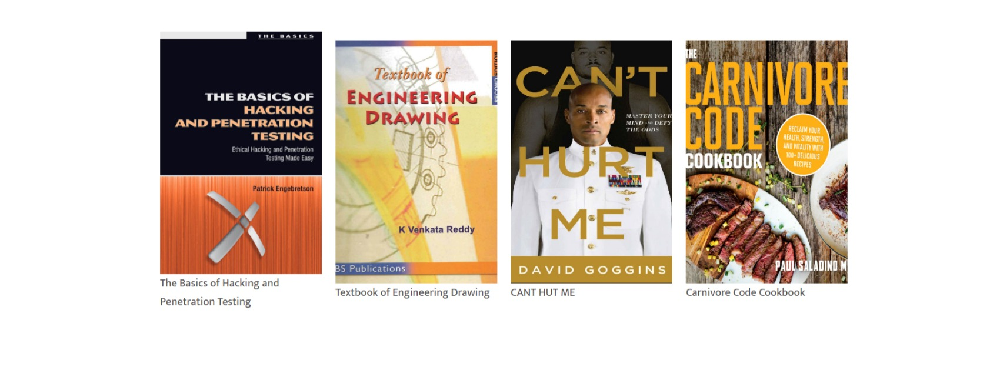 THE BASICS
THE BASICS OF
HACKING
AND PENETRATION
TESTING
Ethical Hacking and Penetration
Testing Made Easy
Patrick Engebretson
The Basics of Hacking and
Penetration Testing
SECOND EDITION
Textbook of
ENGINEERING
DRAWING
K Venkata Reddy
BS Publications
Textbook of Engineering Drawing
CAN'T
MASTER YOUR
MIND AND DEFY
THE ODDS
HURT
ME
DAVID GOGGINS
CANT HUT ME
THE
CARNIVORE
CODE
COOKBOOK
RECLAIM YOUR
HEALTH, STRENGTH,
AND VITALITY WITH
100+ DELICIOUS
RECIPES
PAUL SALADINO M
Carnivore Code Cookbook